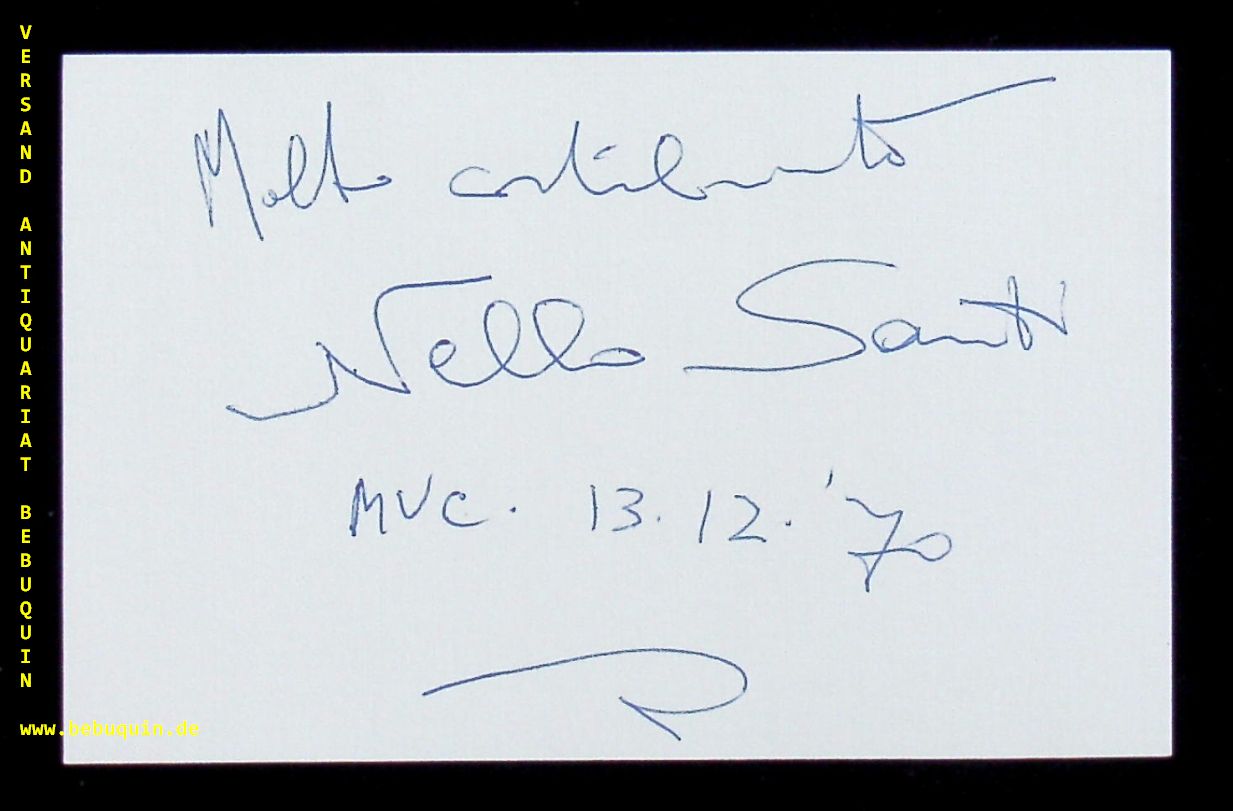 VERSAND ANTIQUARIAT BEBUQUIN
www.bebuquin.de
Molto cordialmente
Nello Santi
MUC. 13.12.'70